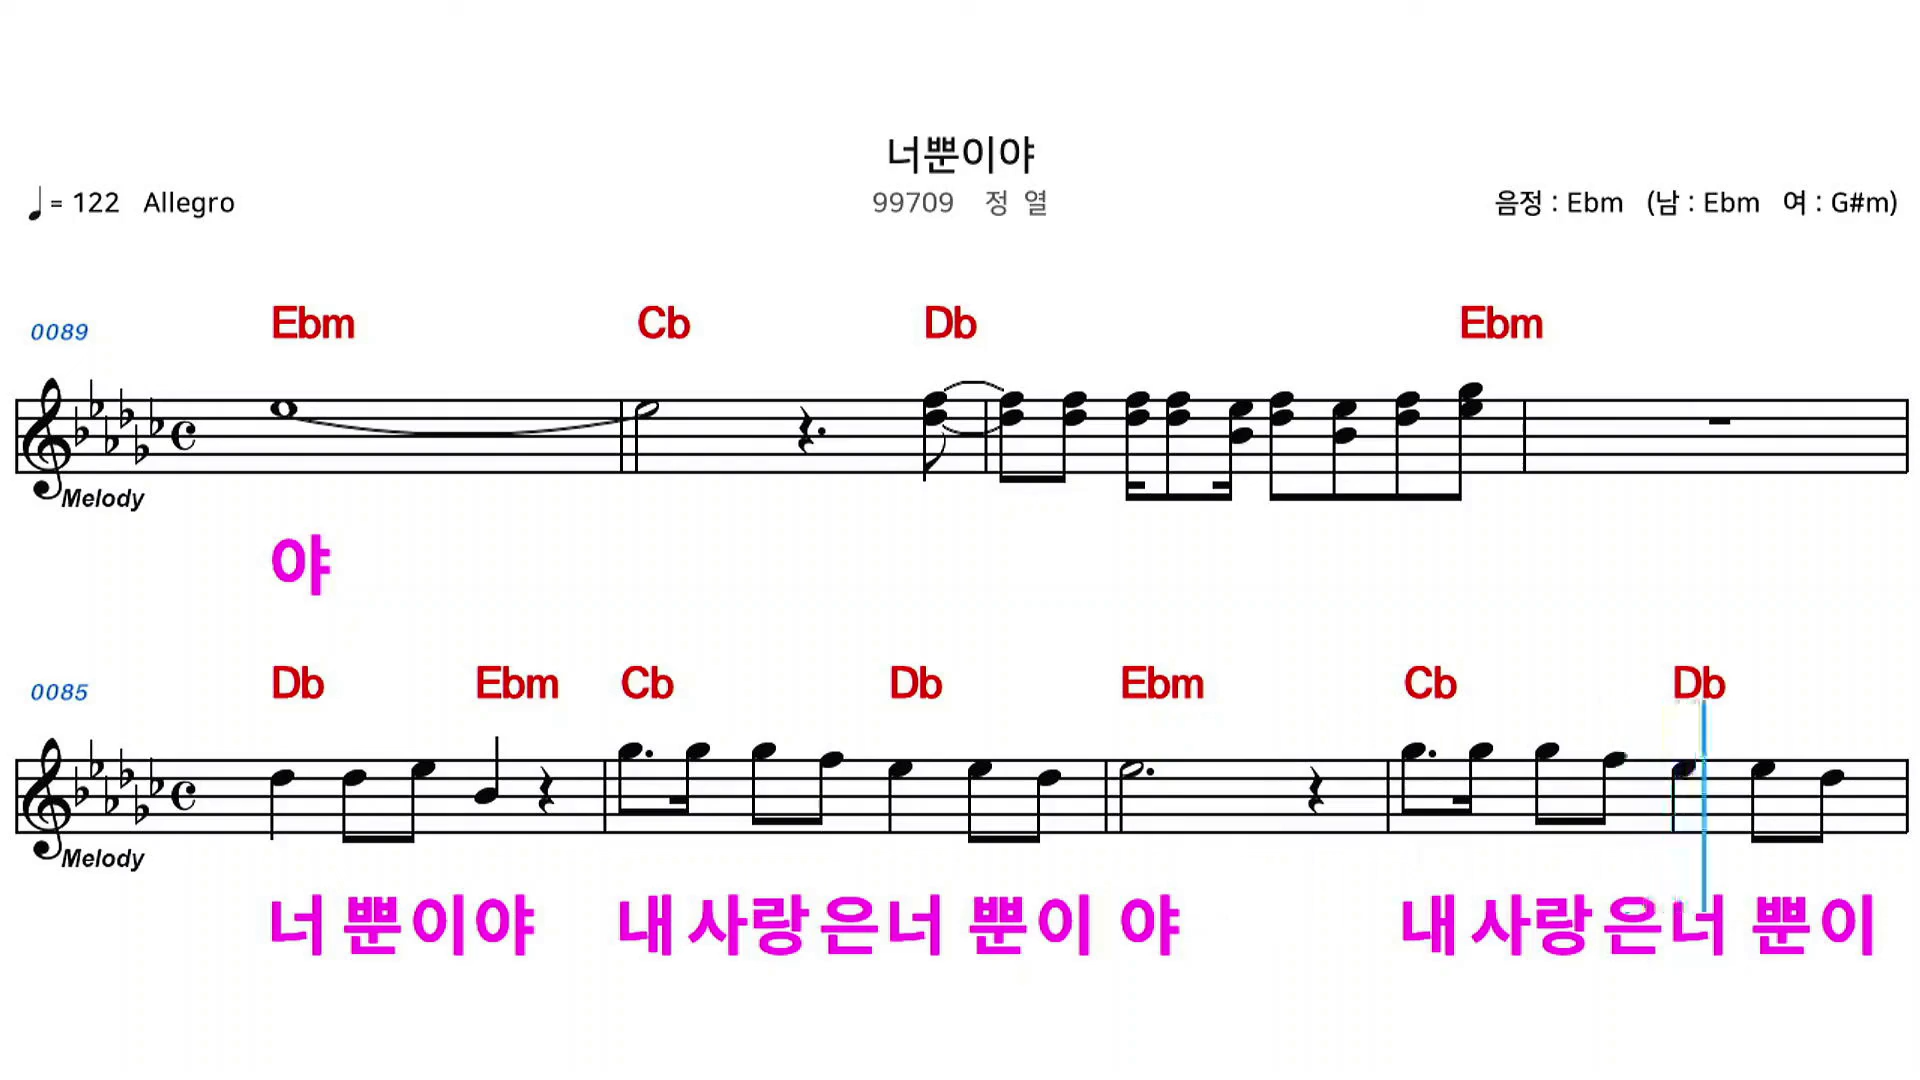 너뿐이야
♩= 122 Allegro 99709 정 열 음정 : Ebm (남 : Ebm 여 : G#m)
0089 Ebm Cb Db Ebm
Melody
야
0085 Db Ebm Cb Db Ebm Cb Db
Melody
너 뿐이야 내 사랑 은너 뿐이 야 내 사랑 은너 뿐이